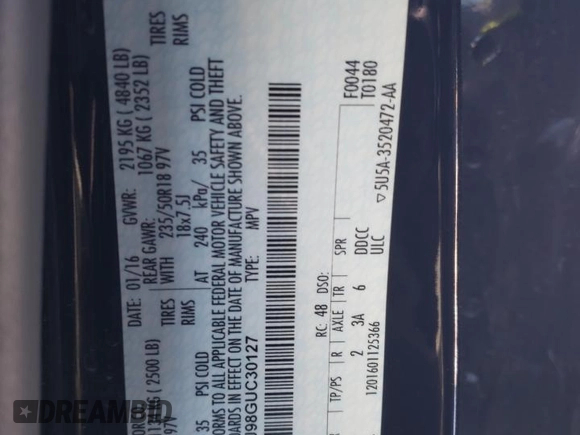 DATE: 01/16 GVWR: 2195 KG ( 4840 LB)
KG ( 2500 LB) REAR GAWR: 1067 KG ( 2352 LB)
97V TIRES WITH 235/50R18 97V TIRES
RIMS 18x7.5J RIMS
35 PSI COLD AT 240 kPa/ 35 PSI COLD
ORMS TO ALL APPLICABLE FEDERAL MOTOR VEHICLE SAFETY AND THEFT
ARDS IN EFFECT ON THE DATE OF MANUFACTURE SHOWN ABOVE.
98GUC30127 TYPE: MPV
RC: 48 DSO: F0044
T0180
TP/PS R AXLE TR SPR
2 3A 6 DDCC
ULC
1201601125366
▽5U5A-3520472-AA
DREAMBID